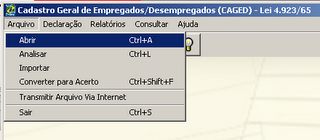 Cadastro Geral de Empregados/Desempregados (CAGED) - Lei 4.923/65
Arquivo Declaração Relatórios Consultar Ajuda
Abrir Ctrl+A
Analisar Ctrl+L
Importar
Converter para Acerto Ctrl+Shift+F
Transmitir Arquivo Via Internet
Sair Ctrl+S